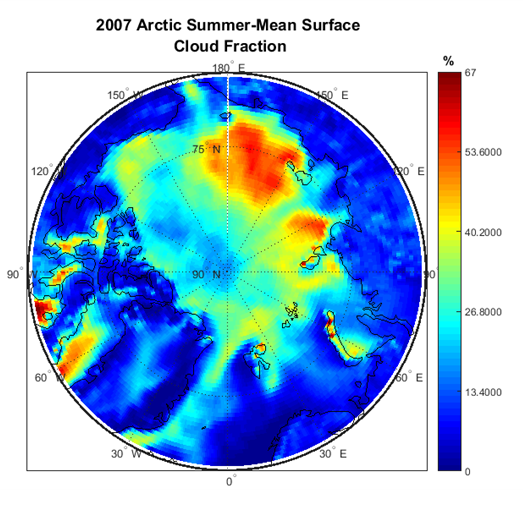 2007 Arctic Summer-Mean Surface
Cloud Fraction
%
180° E
150° W
150° E
67
75° N
53.6000
120°
120° E
40.2000
90° W
90° N
90°
26.8000
60° W
60° E
13.4000
30° W
30° E
0°
0